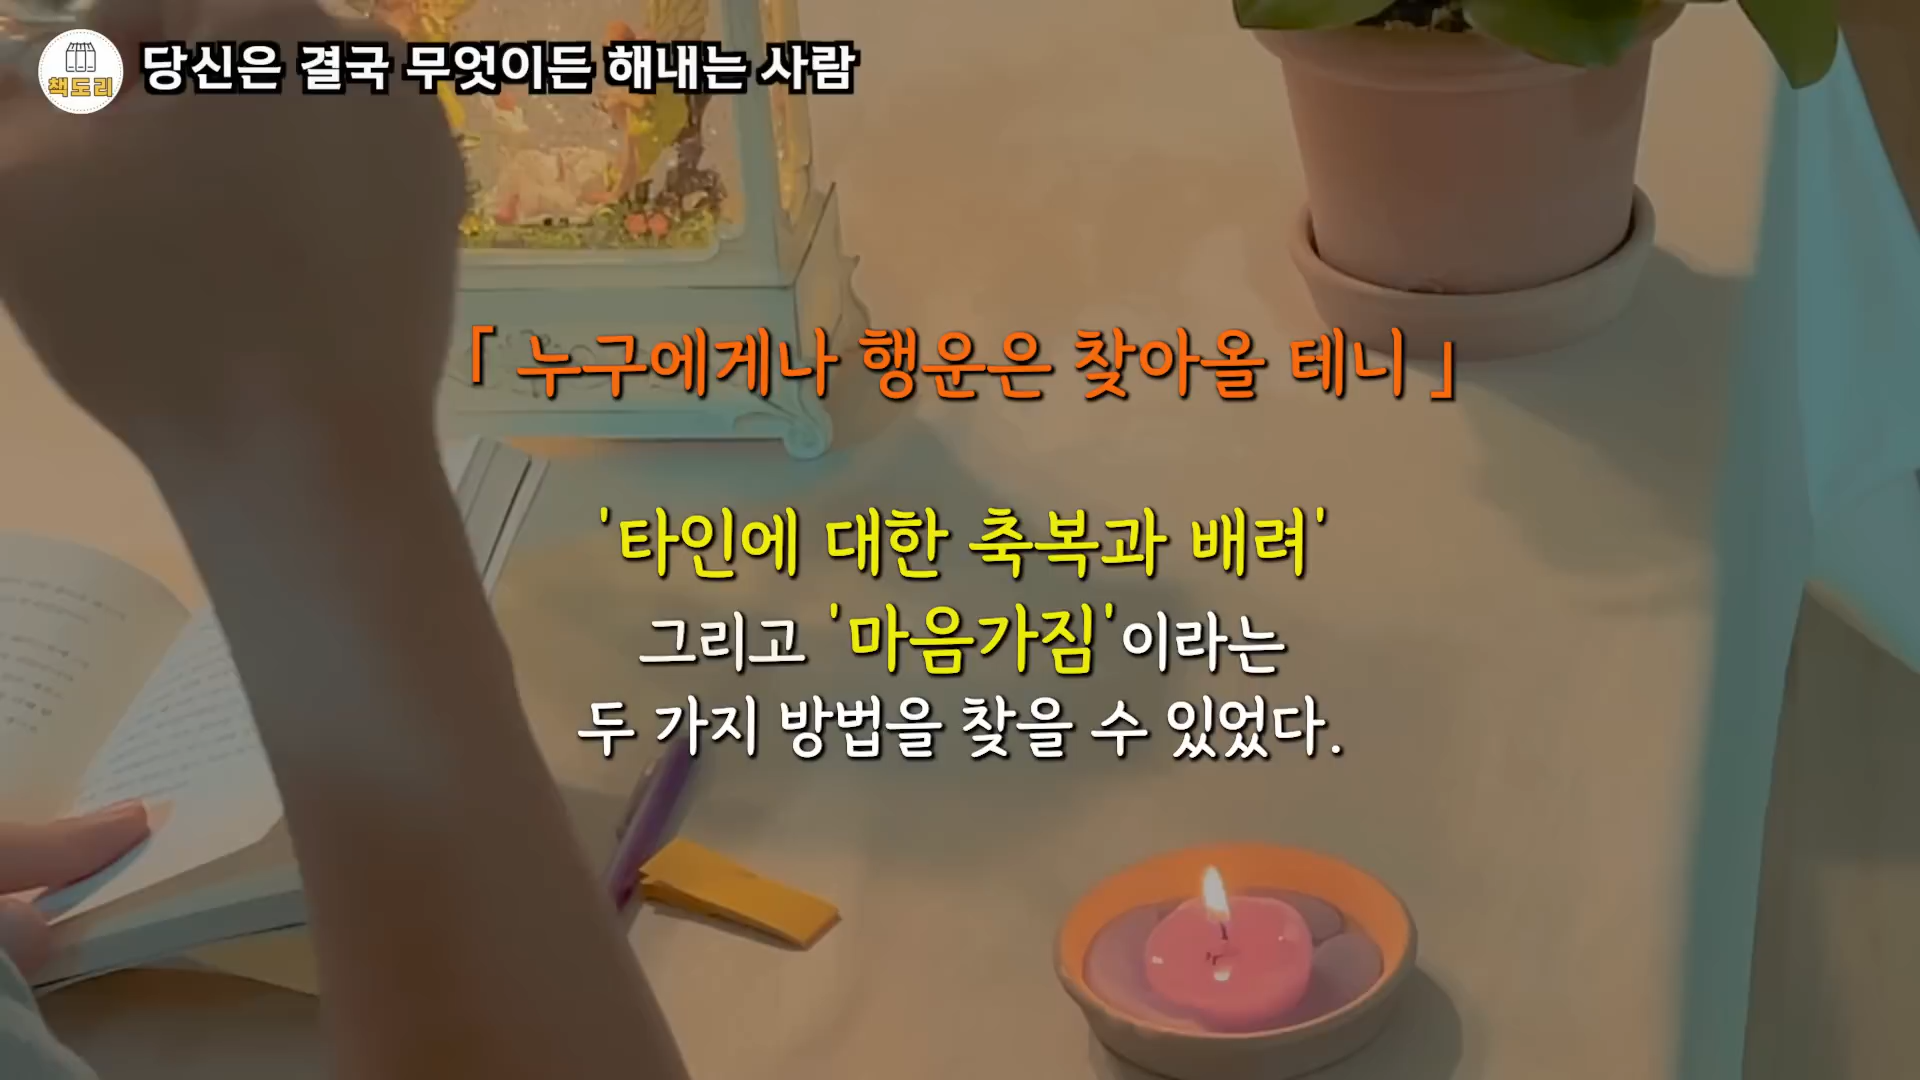 책도리
당신은 결국 무엇이든 해내는 사람
「 누구에게나 행운은 찾아올 테니 」
'타인에 대한 축복과 배려'
그리고 '마음가짐'이라는
두 가지 방법을 찾을 수 있었다.